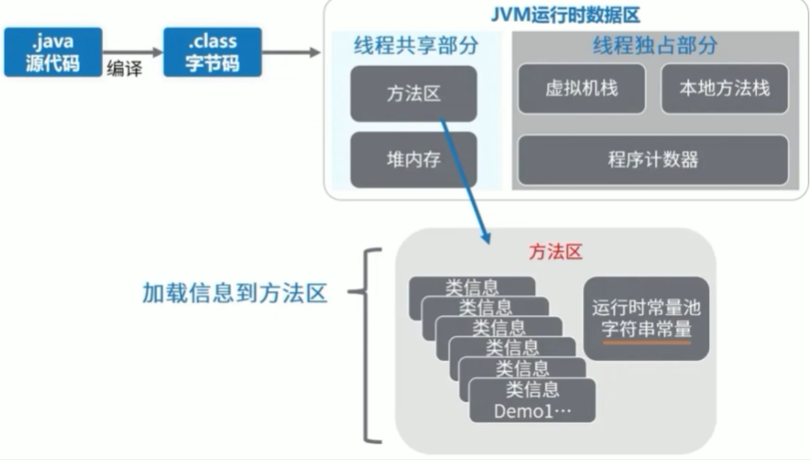 JVM运行时数据区
.java
源代码
编译
.class
字节码
线程共享部分
线程独占部分
方法区
虚拟机栈
本地方法栈
堆内存
程序计数器
方法区
加载信息到方法区
类信息
类信息
类信息
类信息
类信息
类信息
Demo1…
运行时常量池
字符串常量